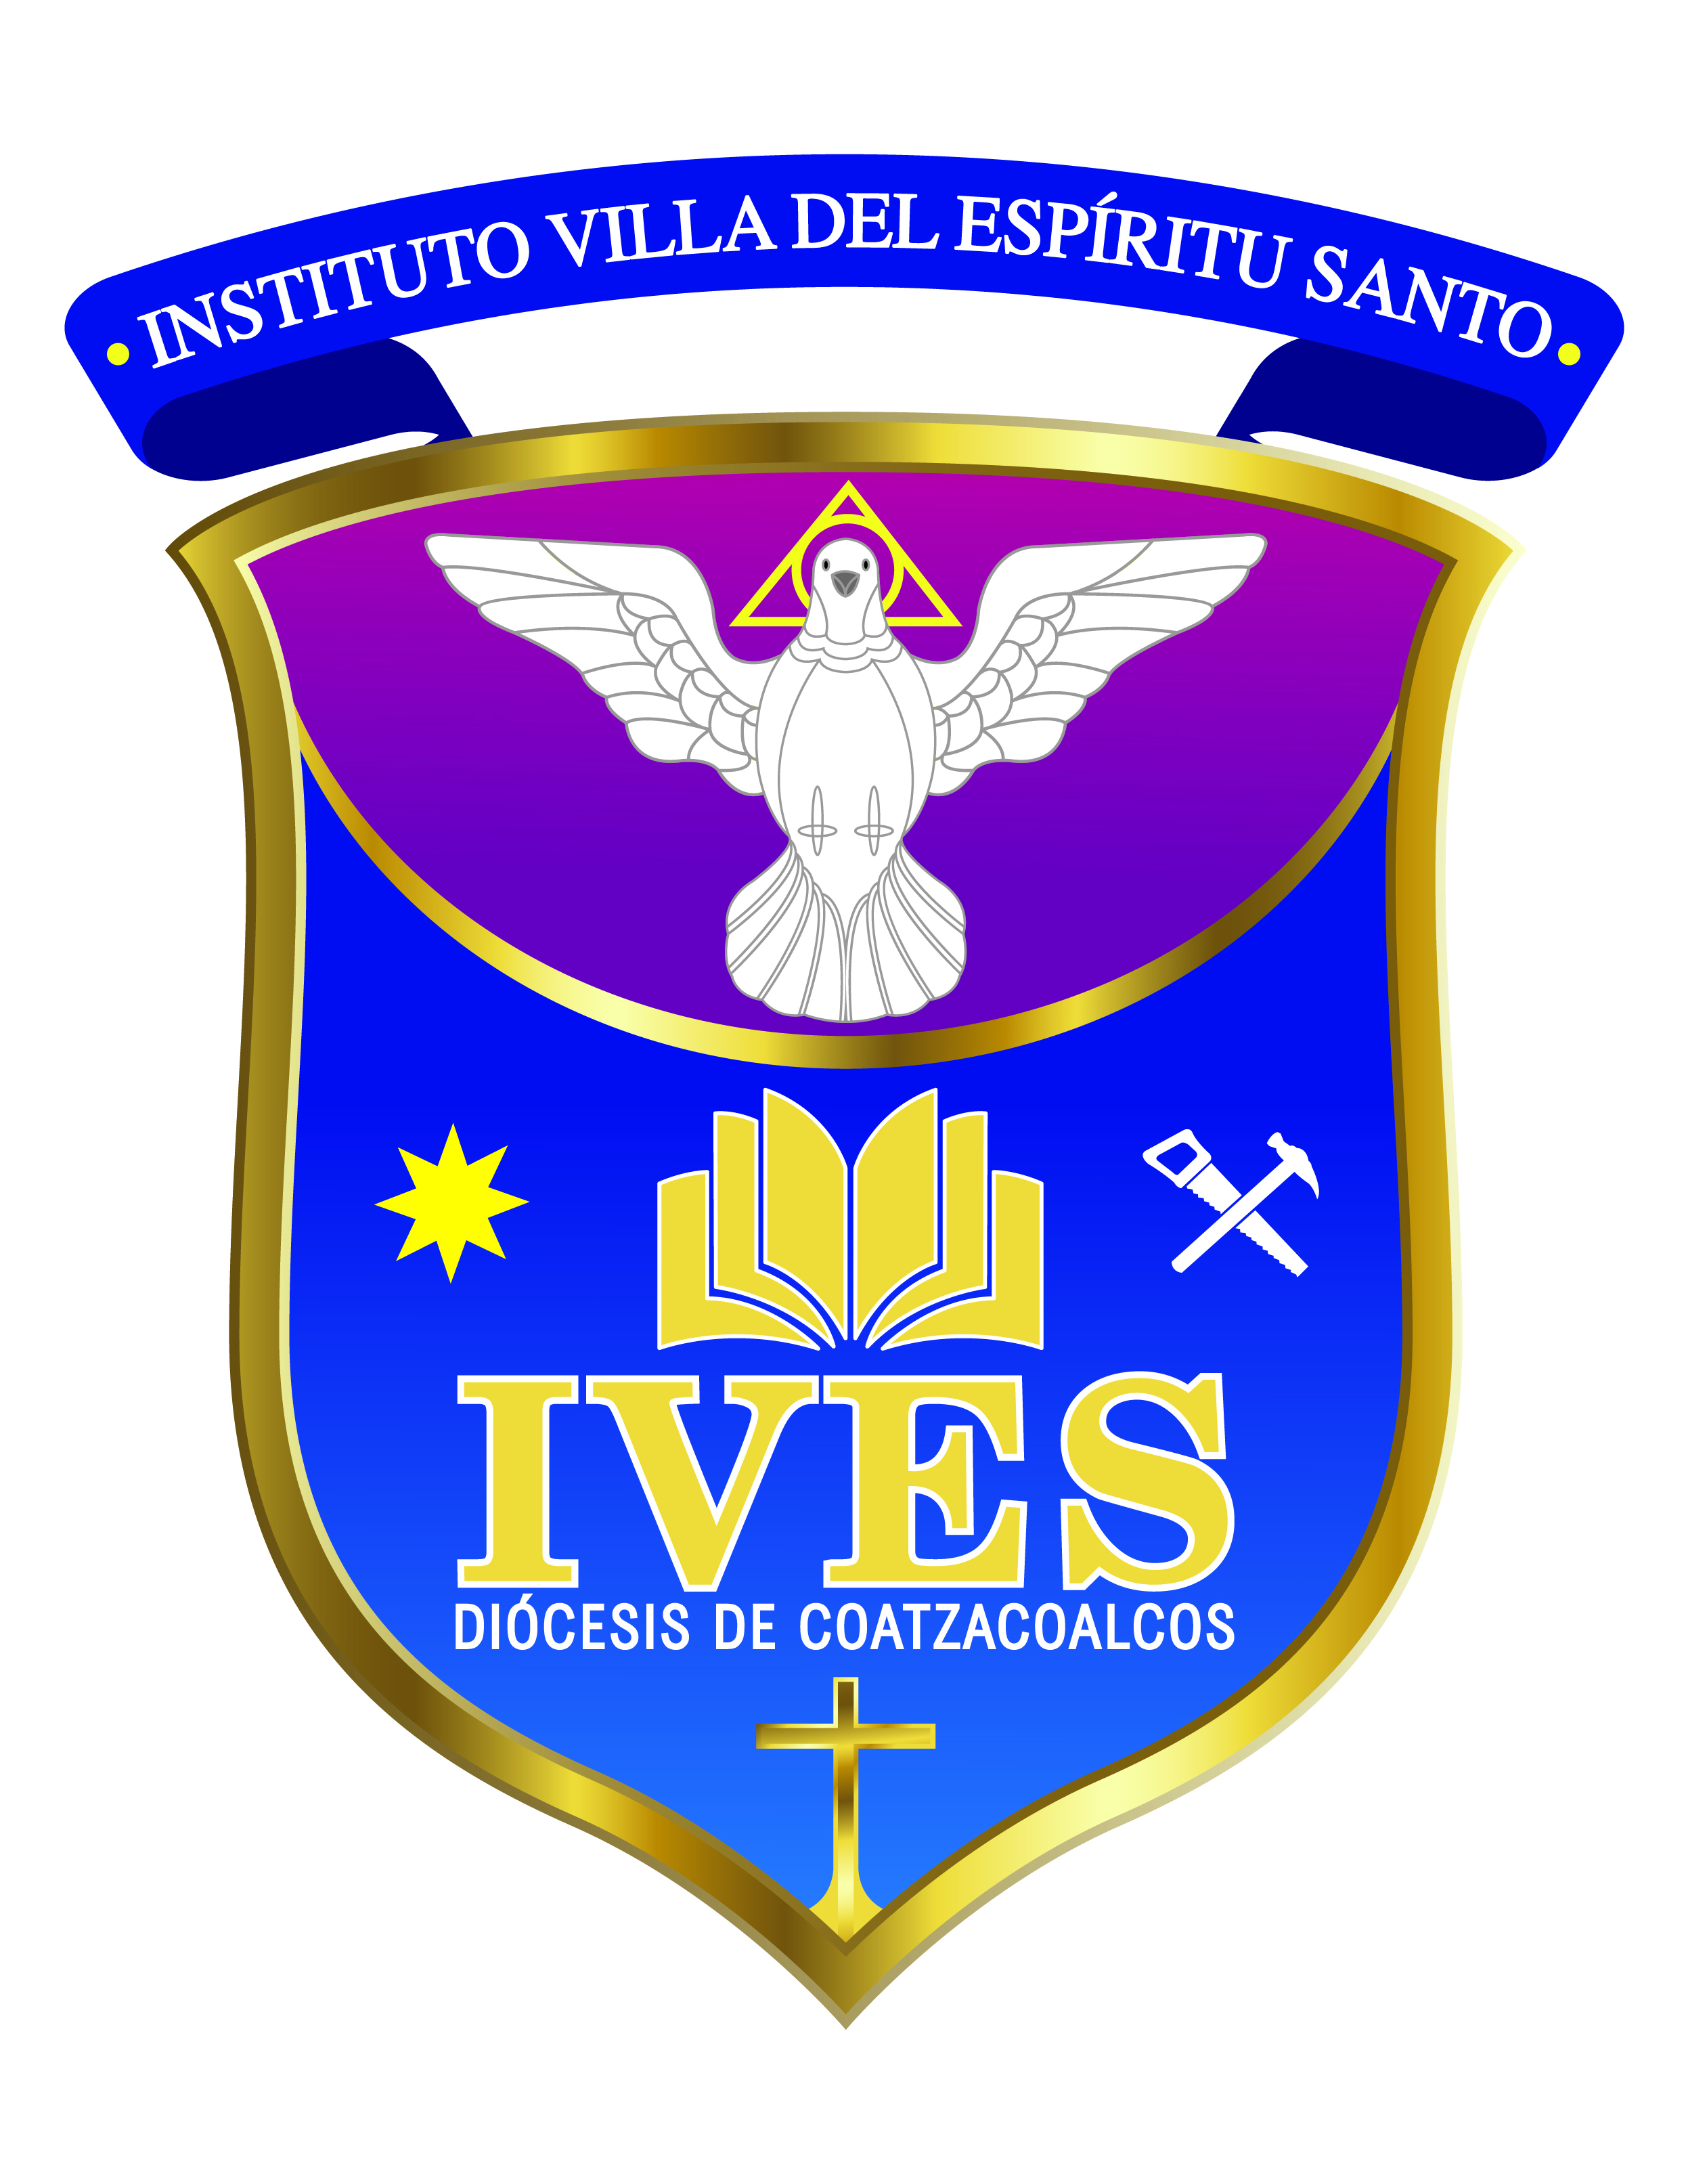 INSTITUTO VILLA DEL ESPÍRITU SANTO
IVES
DIÓCESIS DE COATZACOALCOS